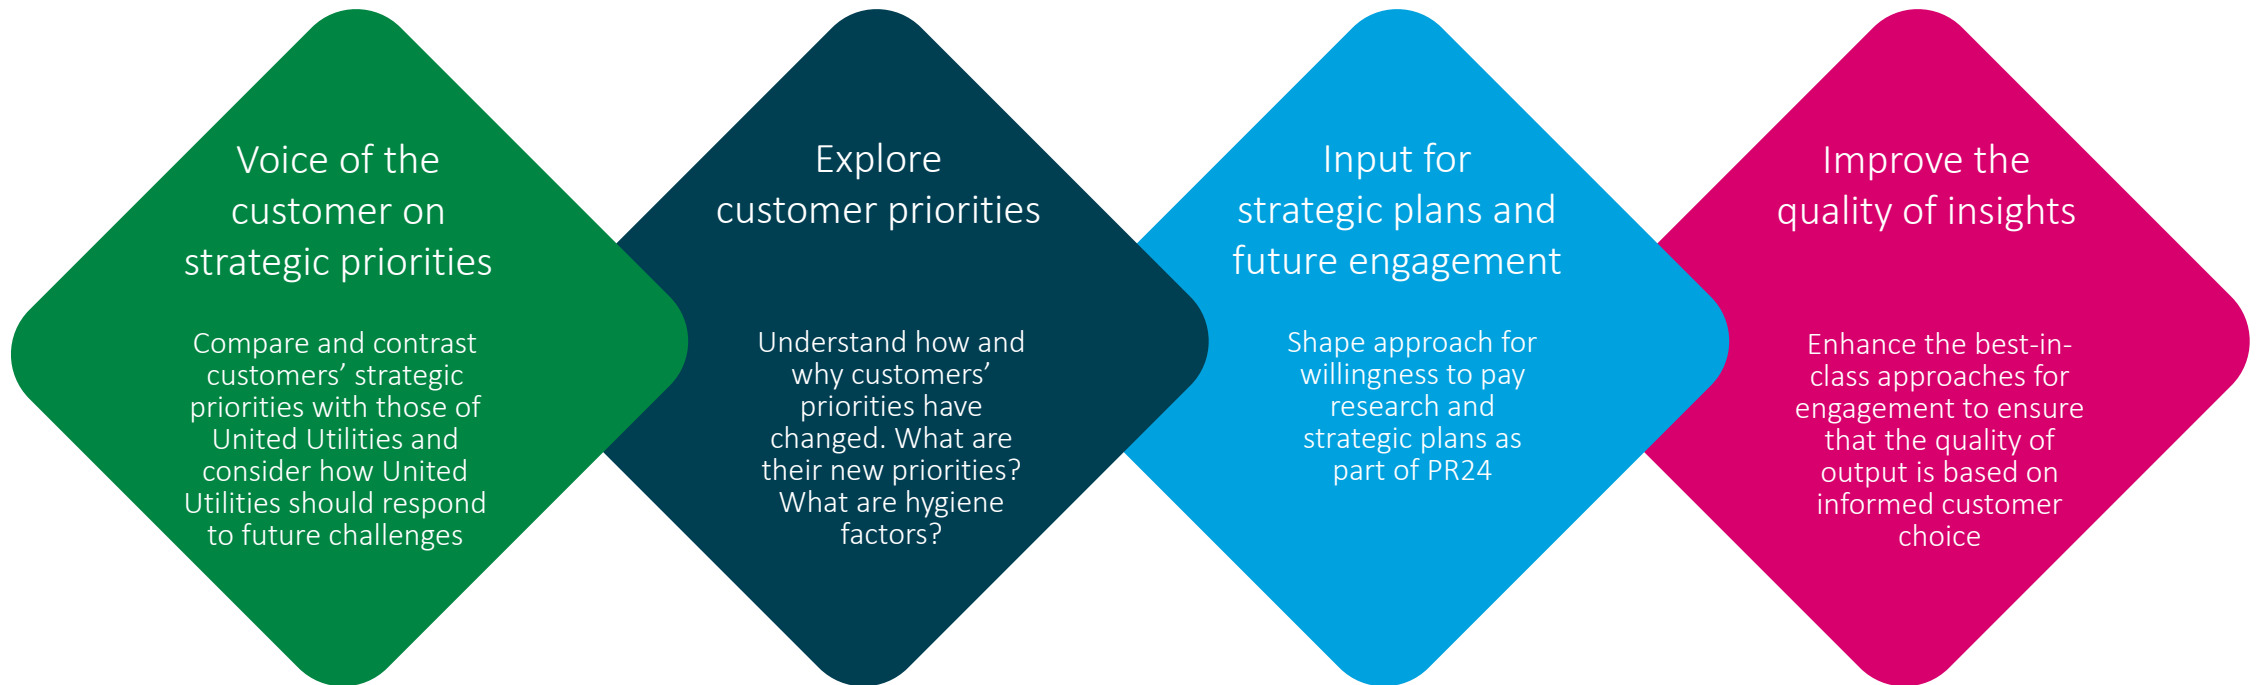 Voice of the
customer on
strategic priorities
Compare and contrast
customers’ strategic
priorities with those of
United Utilities and
consider how United
Utilities should respond
to future challenges
Explore
customer priorities
Understand how and
why customers’
priorities have
changed. What are
their new priorities?
What are hygiene
factors?
Input for
strategic plans and
future engagement
Shape approach for
willingness to pay
research and
strategic plans as
part of PR24
Improve the
quality of insights
Enhance the best-in-
class approaches for
engagement to ensure
that the quality of
output is based on
informed customer
choice